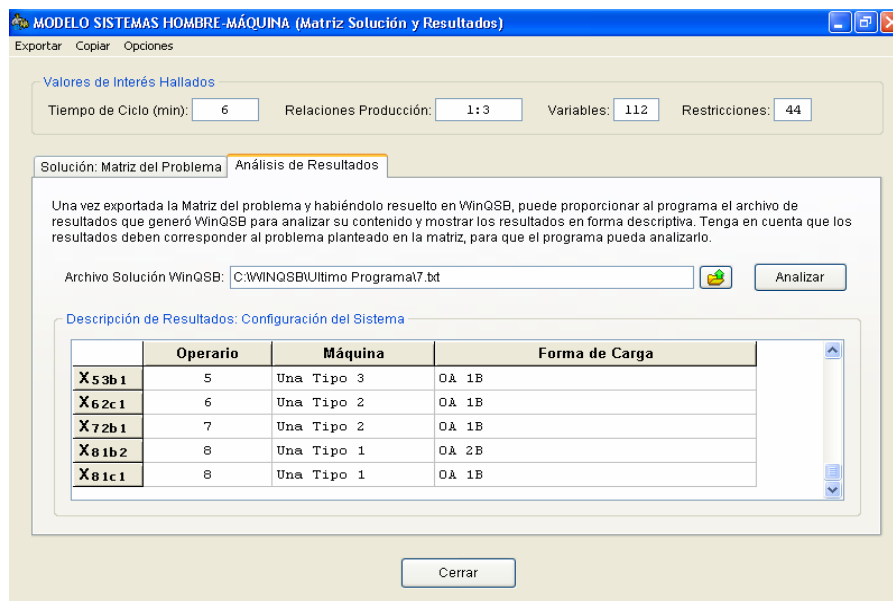 MODELO SISTEMAS HOMBRE-MÁQUINA (Matriz Solución y Resultados)
Exportar Copiar Opciones
Valores de Interés Hallados
Tiempo de Ciclo (min): 6 Relaciones Producción: 1:3 Variables: 112 Restricciones: 44
Solución: Matriz del Problema Análisis de Resultados
Una vez exportada la Matriz del problema y habiéndolo resuelto en WinQSB, puede proporcionar al programa el archivo de
resultados que generó WinQSB para analizar su contenido y mostrar los resultados en forma descriptiva. Tenga en cuenta que los
resultados deben corresponder al problema planteado en la matriz, para que el programa pueda analizarlo.
Archivo Solución WinQSB: C:\WINQSB\Ultimo Programa\7.txt Analizar
Descripción de Resultados: Configuración del Sistema
Operario Máquina Forma de Carga
X53b1 5 Una Tipo 3 0A 1B
X62c1 6 Una Tipo 2 0A 1B
X72b1 7 Una Tipo 2 0A 1B
X81b2 8 Una Tipo 1 0A 2B
X81c1 8 Una Tipo 1 0A 1B
Cerrar